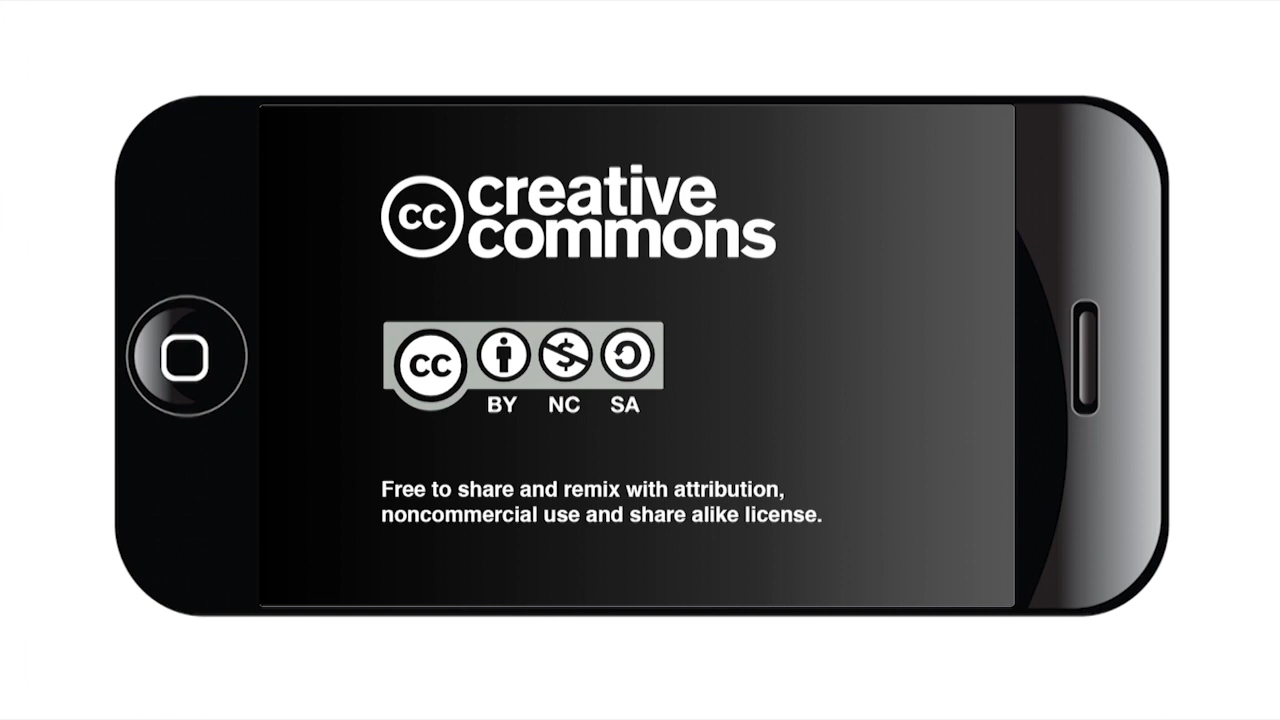 cc creative
commons
cc
BY NC SA
Free to share and remix with attribution,
noncommercial use and share alike license.